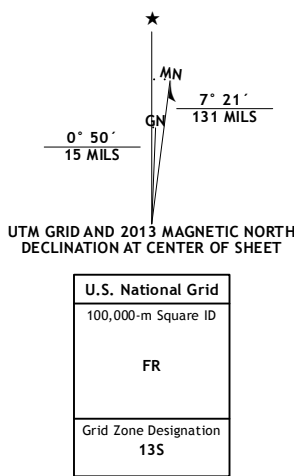 ★
MN
7° 21´
131 MILS
GN
0° 50´
15 MILS
UTM GRID AND 2013 MAGNETIC NORTH
DECLINATION AT CENTER OF SHEET
U.S. National Grid
100,000-m Square ID
FR
Grid Zone Designation
13S